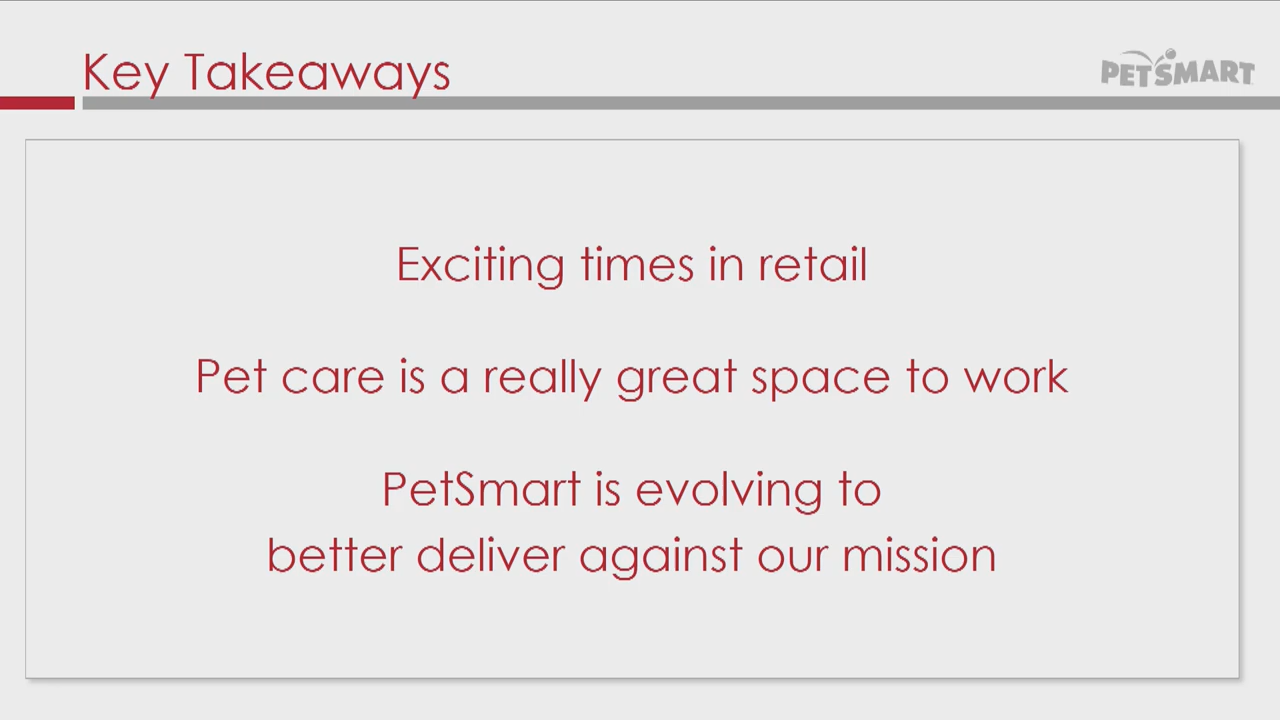 Key Takeaways
PETSMART
Exciting times in retail
Pet care is a really great space to work
PetSmart is evolving to
better deliver against our mission